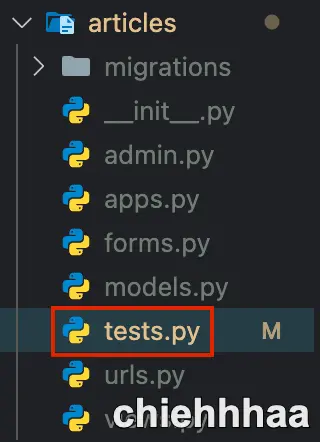 articles
migrations
__init__.py
admin.py
apps.py
forms.py
models.py
tests.py M
urls.py
chiehhhaa